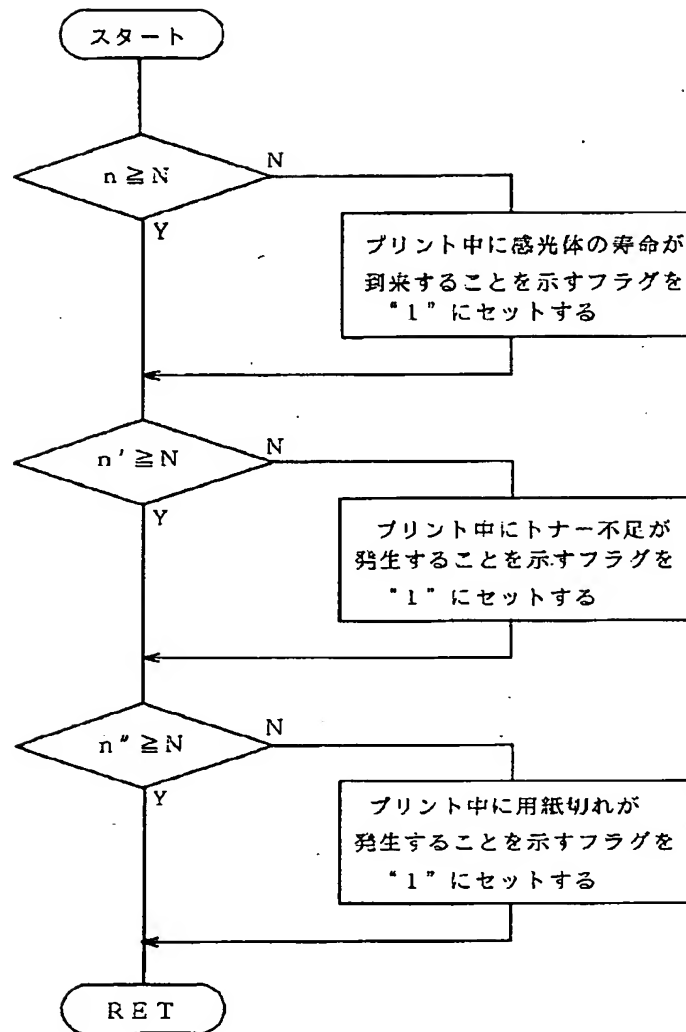 スタート
n≧N
N
Y
プリント中に感光体の寿命が
到来することを示すフラグを
“1”にセットする
n′≧N
N
Y
プリント中にトナー不足が
発生することを示すフラグを
“1”にセットする
n″≧N
N
Y
プリント中に用紙切れが
発生することを示すフラグを
“1”にセットする
RET